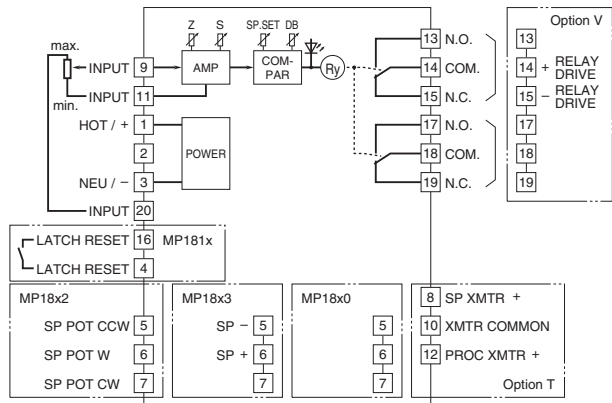 Z S SP.SET DB
max.
INPUT 9 AMP COM-
PAR Ry
min.
INPUT 11
HOT / + 1
2 POWER
NEU / − 3
INPUT 20
13 N.O.
14 COM.
15 N.C.
17 N.O.
18 COM.
19 N.C.
Option V
13
14 + RELAY
DRIVE
15 − RELAY
DRIVE
17
18
19
LATCH RESET 16 MP181x
LATCH RESET 4
MP18x2
SP POT CCW 5
SP POT W 6
SP POT CW 7
MP18x3
SP − 5
SP + 6
7
MP18x0
5
6
7
8 SP XMTR +
10 XMTR COMMON
12 PROC XMTR +
Option T